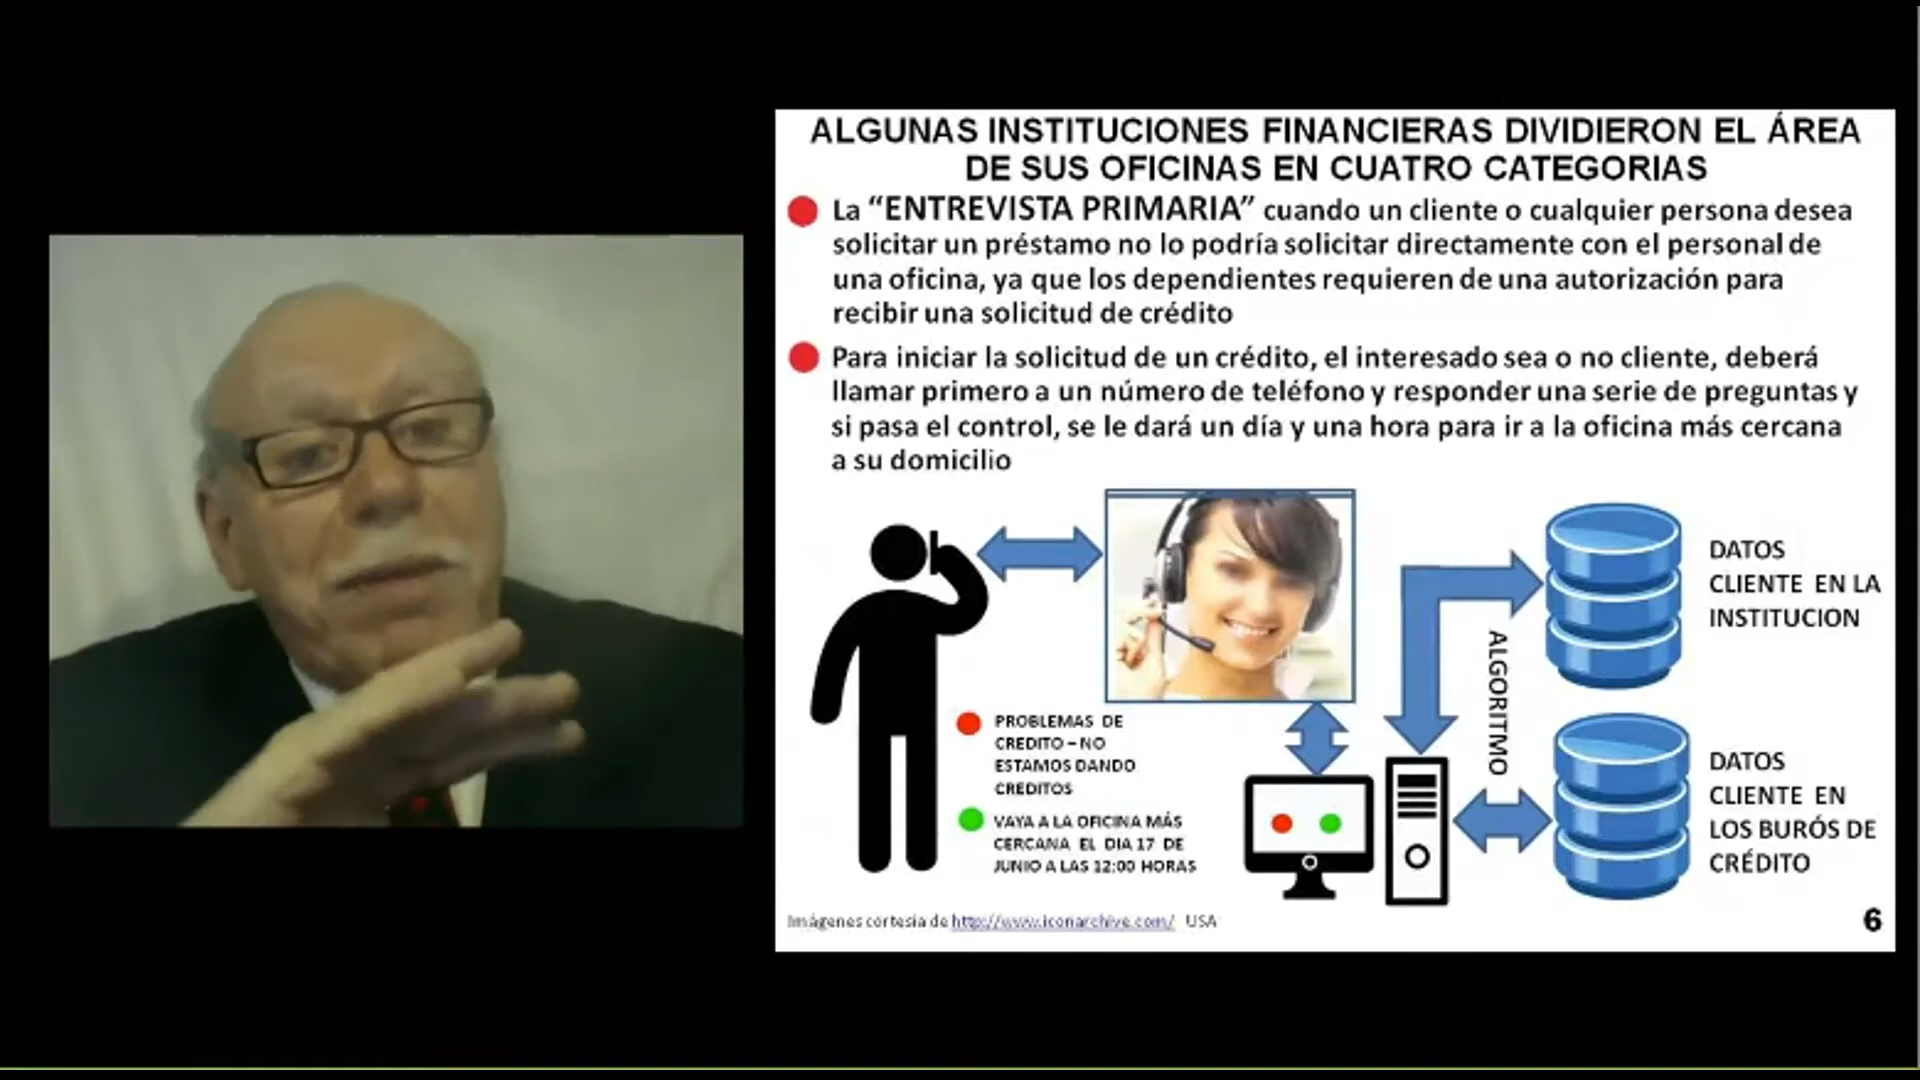 ALGUNAS INSTITUCIONES FINANCIERAS DIVIDIERON EL ÁREA
DE SUS OFICINAS EN CUATRO CATEGORIAS
La “ENTREVISTA PRIMARIA” cuando un cliente o cualquier persona desea
solicitar un préstamo no lo podría solicitar directamente con el personal de
una oficina, ya que los dependientes requieren de una autorización para
recibir una solicitud de crédito
Para iniciar la solicitud de un crédito, el interesado sea o no cliente, deberá
llamar primero a un número de teléfono y responder una serie de preguntas y
si pasa el control, se le dará un día y una hora para ir a la oficina más cercana
a su domicilio
DATOS
CLIENTE EN LA
INSTITUCION
ALGORITMO
PROBLEMAS DE
CREDITO – NO
ESTAMOS DANDO
CREDITOS
VAYA A LA OFICINA MÁS
CERCANA EL DIA 17 DE
JUNIO A LAS 12:00 HORAS
DATOS
CLIENTE EN
LOS BURÓS DE
CRÉDITO
Imágenes cortesia de http://www.iconarchive.com/ USA
6